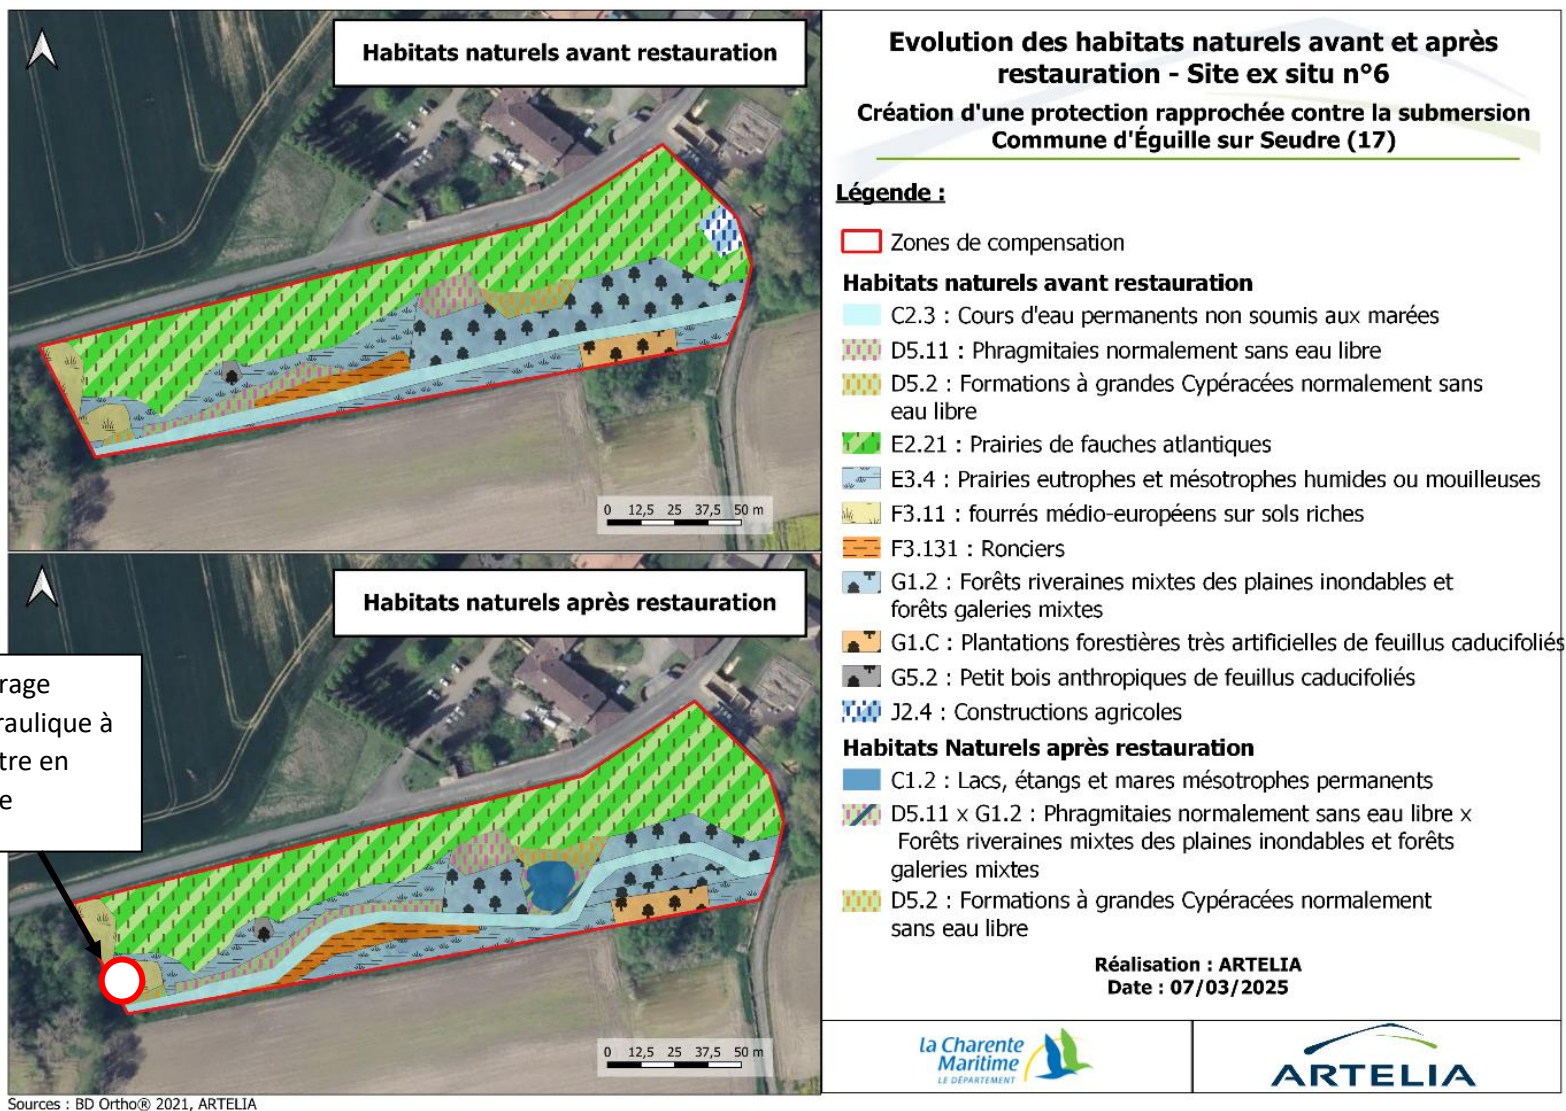 Habitats naturels avant restauration
0 12,5 25 37,5 50 m
Habitats naturels après restauration
rage
raulique à
tre en
e
0 12,5 25 37,5 50 m
Sources : BD Ortho® 2021, ARTELIA
Evolution des habitats naturels avant et après
restauration - Site ex situ n°6
Création d'une protection rapprochée contre la submersion
Commune d'Éguille sur Seudre (17)
Légende :
Zones de compensation
Habitats naturels avant restauration
C2.3 : Cours d'eau permanents non soumis aux marées
D5.11 : Phragmitaies normalement sans eau libre
D5.2 : Formations à grandes Cypéracées normalement sans
eau libre
E2.21 : Prairies de fauches atlantiques
E3.4 : Prairies eutrophes et mésotrophes humides ou mouilleuses
F3.11 : fourrés médio-européens sur sols riches
F3.131 : Ronciers
G1.2 : Forêts riveraines mixtes des plaines inondables et
forêts galeries mixtes
G1.C : Plantations forestières très artificielles de feuillus caducifoliés
G5.2 : Petit bois anthropiques de feuillus caducifoliés
J2.4 : Constructions agricoles
Habitats Naturels après restauration
C1.2 : Lacs, étangs et mares mésotrophes permanents
D5.11 x G1.2 : Phragmitaies normalement sans eau libre x
Forêts riveraines mixtes des plaines inondables et forêts
galeries mixtes
D5.2 : Formations à grandes Cypéracées normalement
sans eau libre
Réalisation : ARTELIA
Date : 07/03/2025
la Charente
Maritime
LE DÉPARTEMENT
ARTELIA